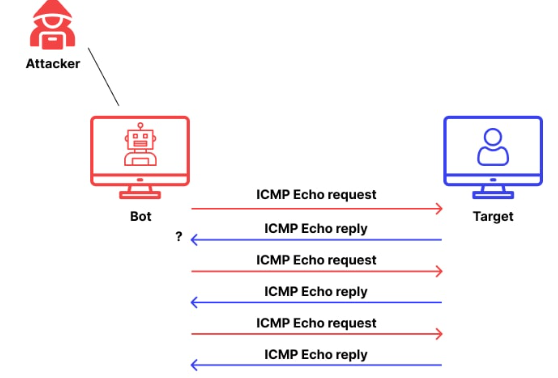 Attacker
ICMP Echo request
Bot
Target
ICMP Echo reply
?
ICMP Echo request
ICMP Echo reply
ICMP Echo request
ICMP Echo reply